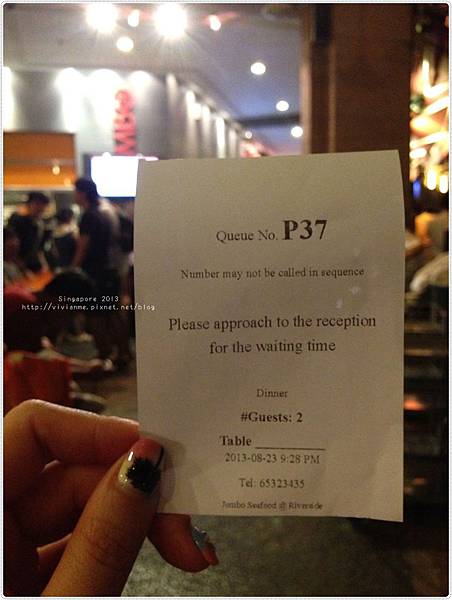 JUMBO
Queue No. P37
Number may not be called in sequence
Please approach to the reception
for the waiting time
Dinner
#Guests: 2
Table
2013-08-23 9:28 PM
Tel: 65323435
Jumbo Seafood @ Riverside
Singapore 2013
http://vivianme.pixnet.net/blog